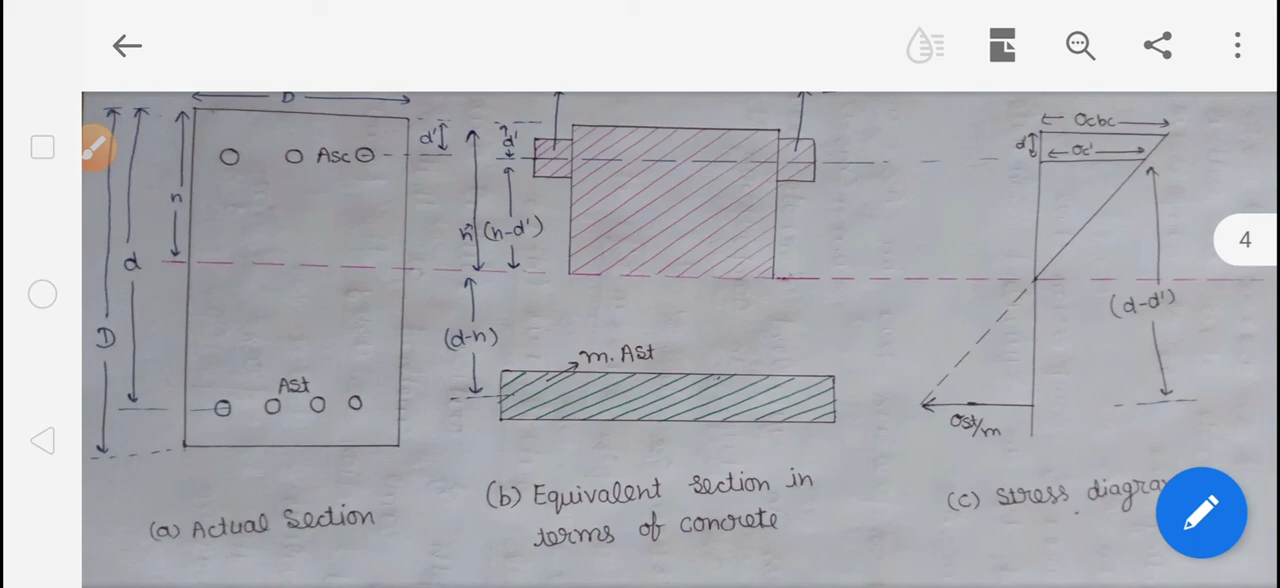 D
d'
d'
σcbc
d'
σc'
Asc
n
n
(n-d')
4
d
(d-n)
(d-d')
D
m.Ast
Ast
σst/m
(a) Actual Section
(b) Equivalent section in
terms of concrete
(c) Stress diagra